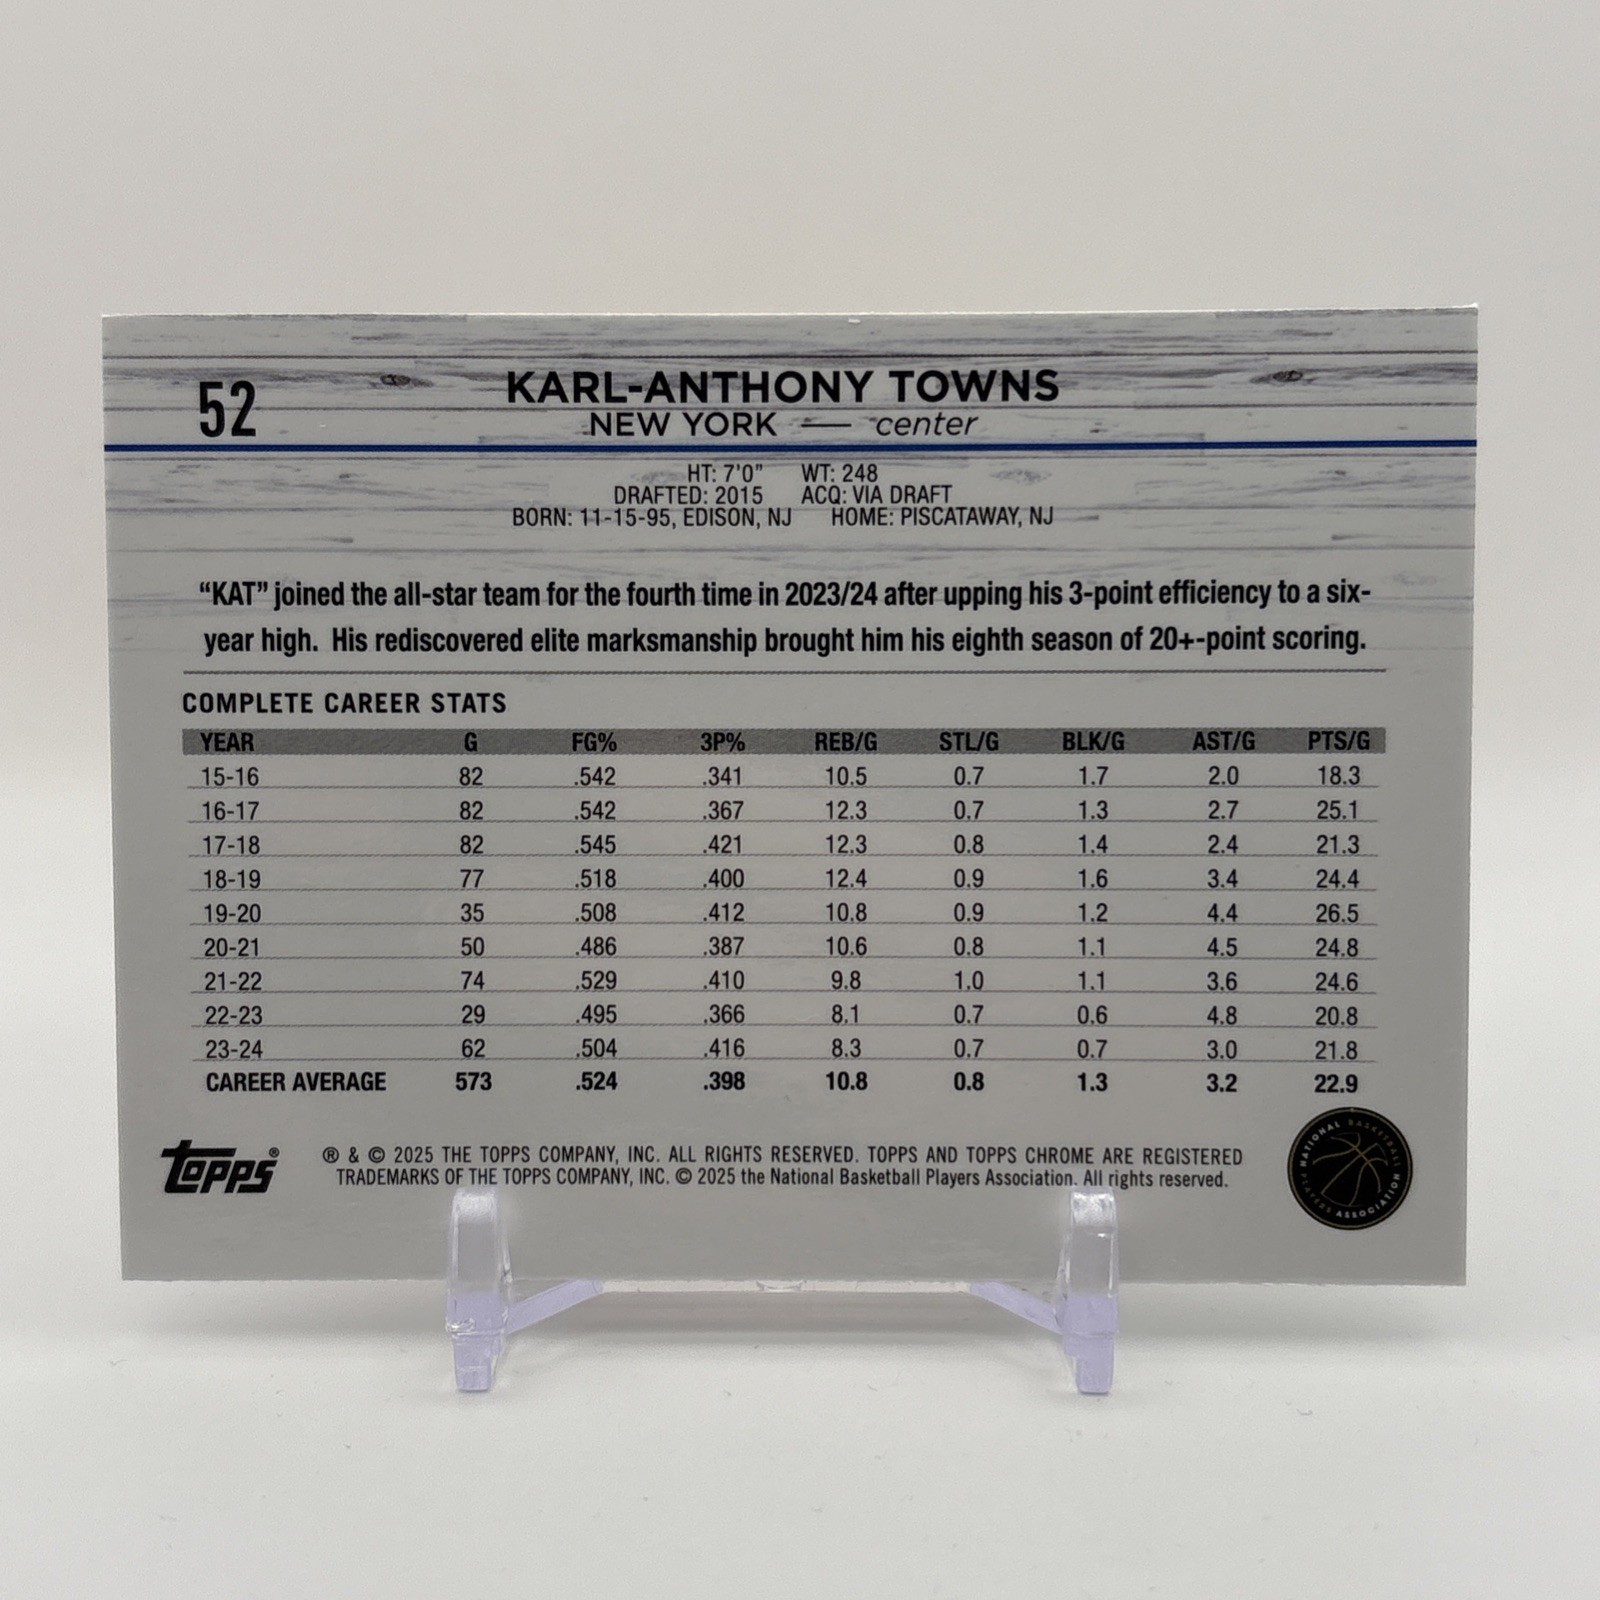 52
KARL-ANTHONY TOWNS
NEW YORK — center
HT: 7'0" WT: 248
DRAFTED: 2015 ACQ: VIA DRAFT
BORN: 11-15-95, EDISON, NJ HOME: PISCATAWAY, NJ
“KAT” joined the all-star team for the fourth time in 2023/24 after upping his 3-point efficiency to a six-
year high. His rediscovered elite marksmanship brought him his eighth season of 20+-point scoring.
COMPLETE CAREER STATS
YEAR G FG% 3P% REB/G STL/G BLK/G AST/G PTS/G
15-16 82 .542 .341 10.5 0.7 1.7 2.0 18.3
16-17 82 .542 .367 12.3 0.7 1.3 2.7 25.1
17-18 82 .545 .421 12.3 0.8 1.4 2.4 21.3
18-19 77 .518 .400 12.4 0.9 1.6 3.4 24.4
19-20 35 .508 .412 10.8 0.9 1.2 4.4 26.5
20-21 50 .486 .387 10.6 0.8 1.1 4.5 24.8
21-22 74 .529 .410 9.8 1.0 1.1 3.6 24.6
22-23 29 .495 .366 8.1 0.7 0.6 4.8 20.8
23-24 62 .504 .416 8.3 0.7 0.7 3.0 21.8
CAREER AVERAGE 573 .524 .398 10.8 0.8 1.3 3.2 22.9
topps®
® & © 2025 THE TOPPS COMPANY, INC. ALL RIGHTS RESERVED. TOPPS AND TOPPS CHROME ARE REGISTERED
TRADEMARKS OF THE TOPPS COMPANY, INC. © 2025 the National Basketball Players Association. All rights reserved.
NATIONAL BASKETBALL PLAYERS ASSOCIATION